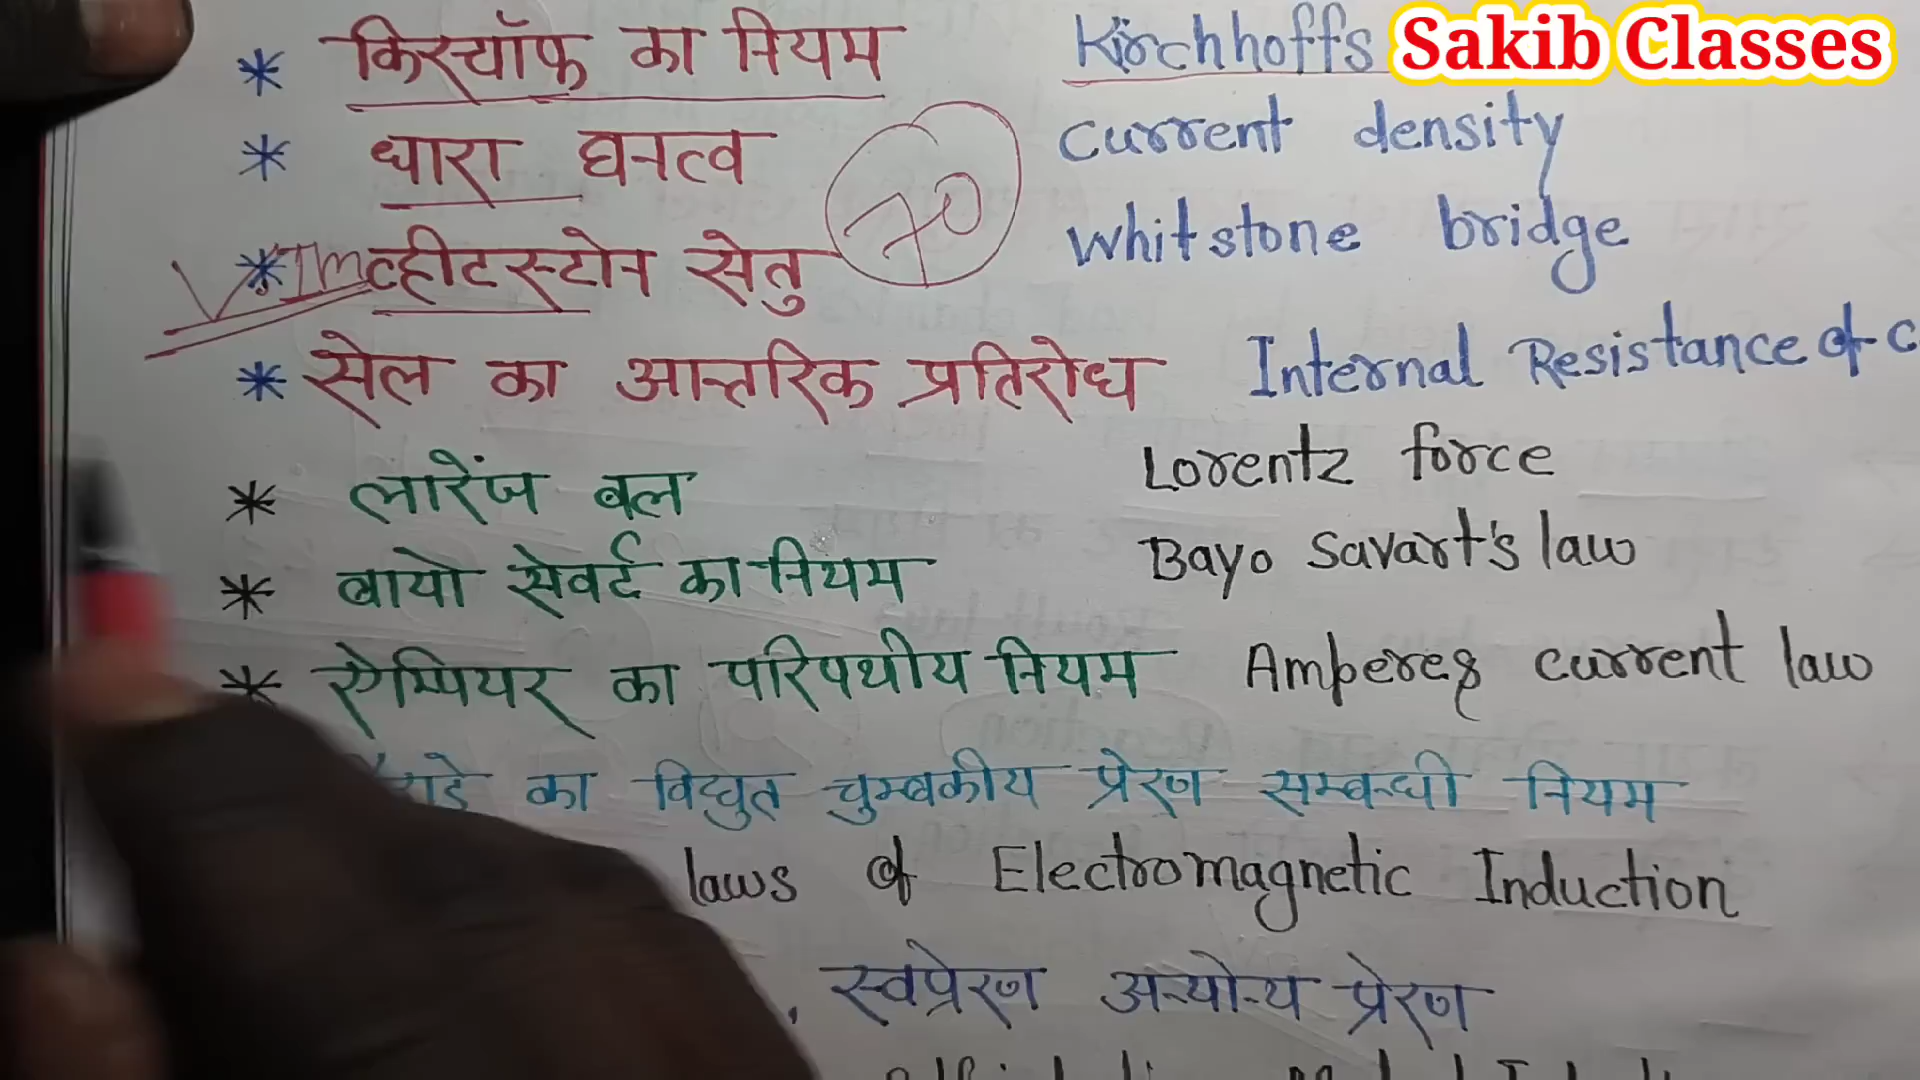 * किरचॉफ का नियम Kirchhoffs Sakib Classes
* धारा घनत्व current density
70
* Im व्हीटस्टोन सेतु Whitstone bridge
* सेल का आन्तरिक प्रतिरोध Internal Resistance of c
* लारेंज बल Lorentz force
* बायो सेवर्ट का नियम Bayo Savart's law
* ऐम्पियर का परिपथीय नियम Amperes current law
का विद्युत चुम्बकीय प्रेरण सम्बन्धी नियम
laws of Electromagnetic Induction
, स्वप्रेरण अन्योन्य प्रेरण